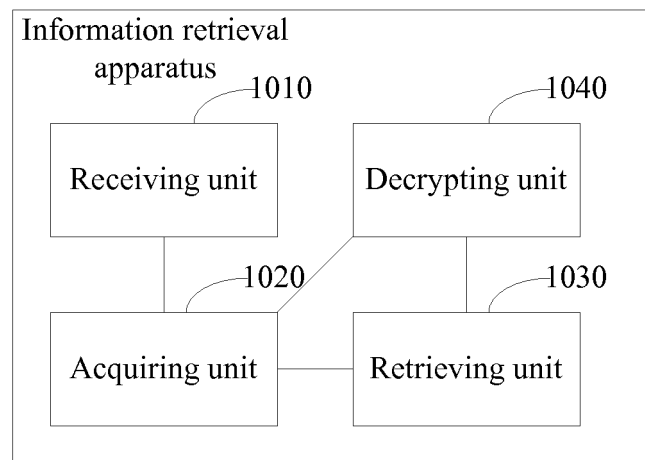 Information retrieval
apparatus
1010
1040
Receiving unit
Decrypting unit
1020
1030
Acquiring unit
Retrieving unit